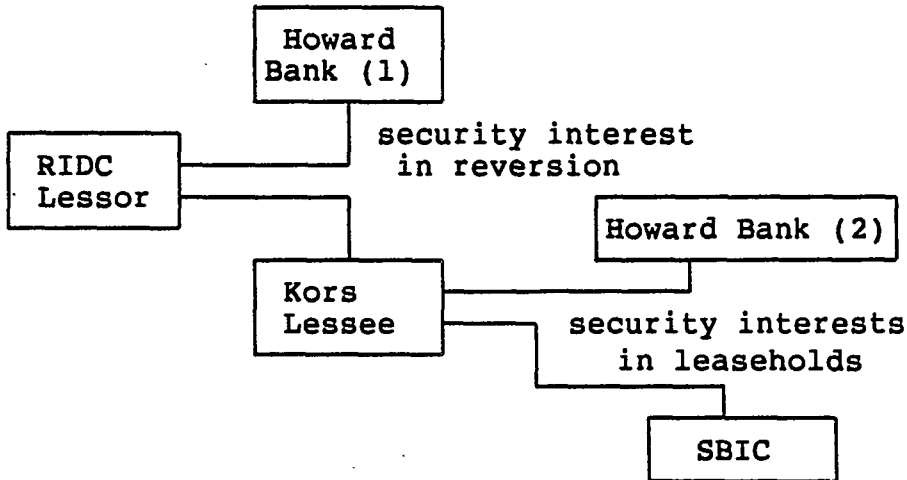 Howard
Bank (1)
security interest
in reversion
RIDC
Lessor
Howard Bank (2)
Kors
Lessee
security interests
in leaseholds
SBIC